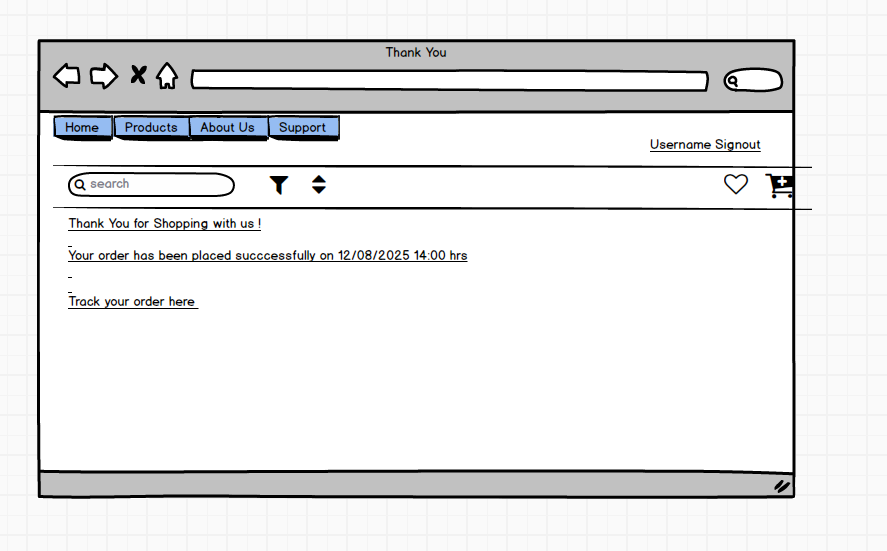 Thank You
Home Products About Us Support
Username Signout
search
Thank You for Shopping with us !
Your order has been placed succcessfully on 12/08/2025 14:00 hrs
Track your order here